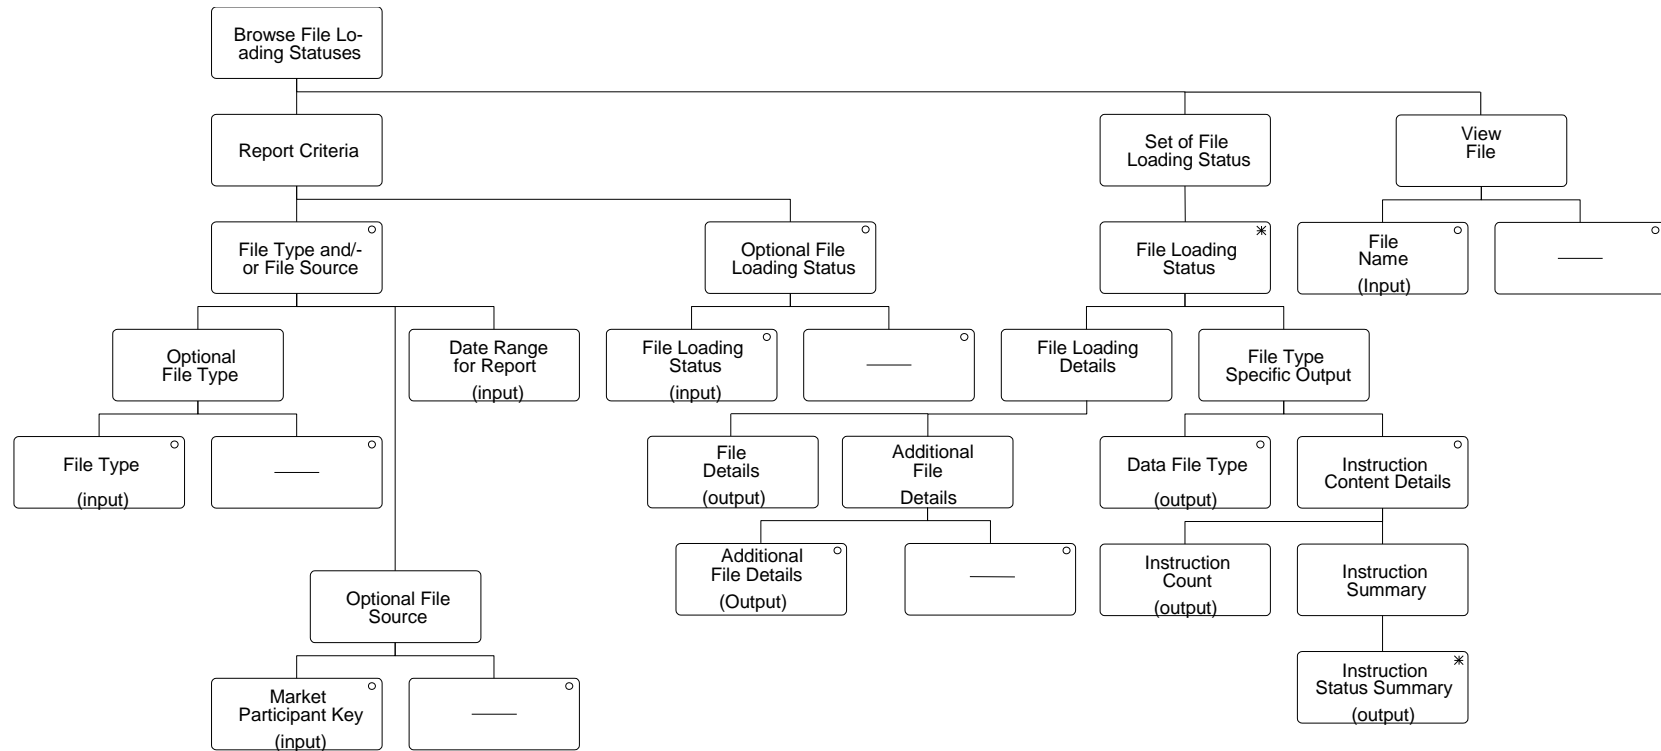 Browse File Lo-
ading Statuses
Report Criteria
Set of File
Loading Status
View
File
File Type and/-
or File Source
Optional File
Loading Status
File Loading
Status
File
Name
(Input)
Optional
File Type
Date Range
for Report
(input)
File Loading
Status
(input)
File Loading
Details
File Type
Specific Output
File Type
(input)
File
Details
(output)
Additional
File
Details
Data File Type
(output)
Instruction
Content Details
Additional
File Details
(Output)
Instruction
Count
(output)
Instruction
Summary
Optional File
Source
Instruction
Status Summary
(output)
Market
Participant Key
(input)